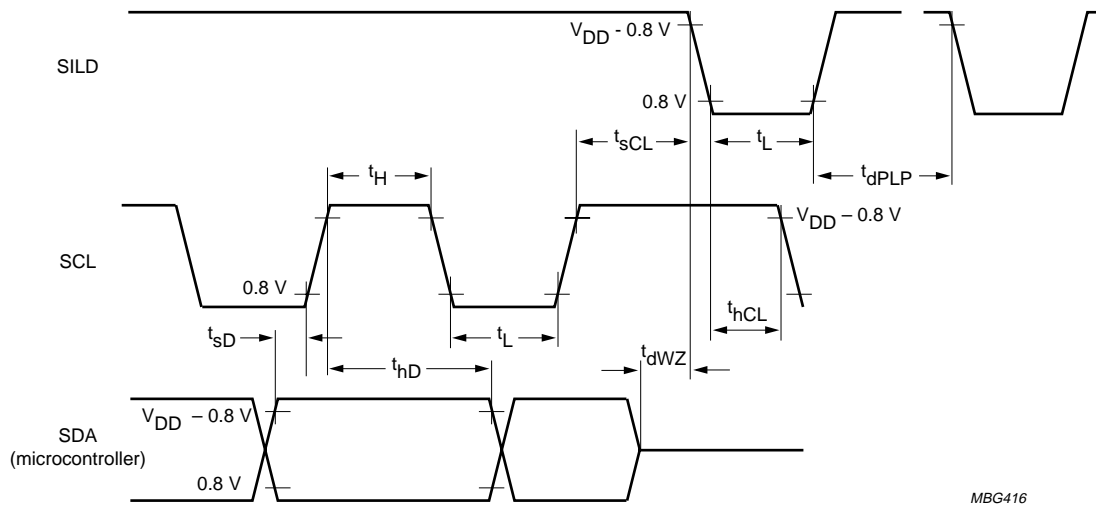 V_DD - 0.8 V
SILD
0.8 V
t_sCL
t_L
t_dPLP
t_H
V_DD – 0.8 V
SCL
0.8 V
t_hCL
t_sD
t_L
t_hD
t_dWZ
V_DD – 0.8 V
SDA
(microcontroller)
0.8 V
MBG416